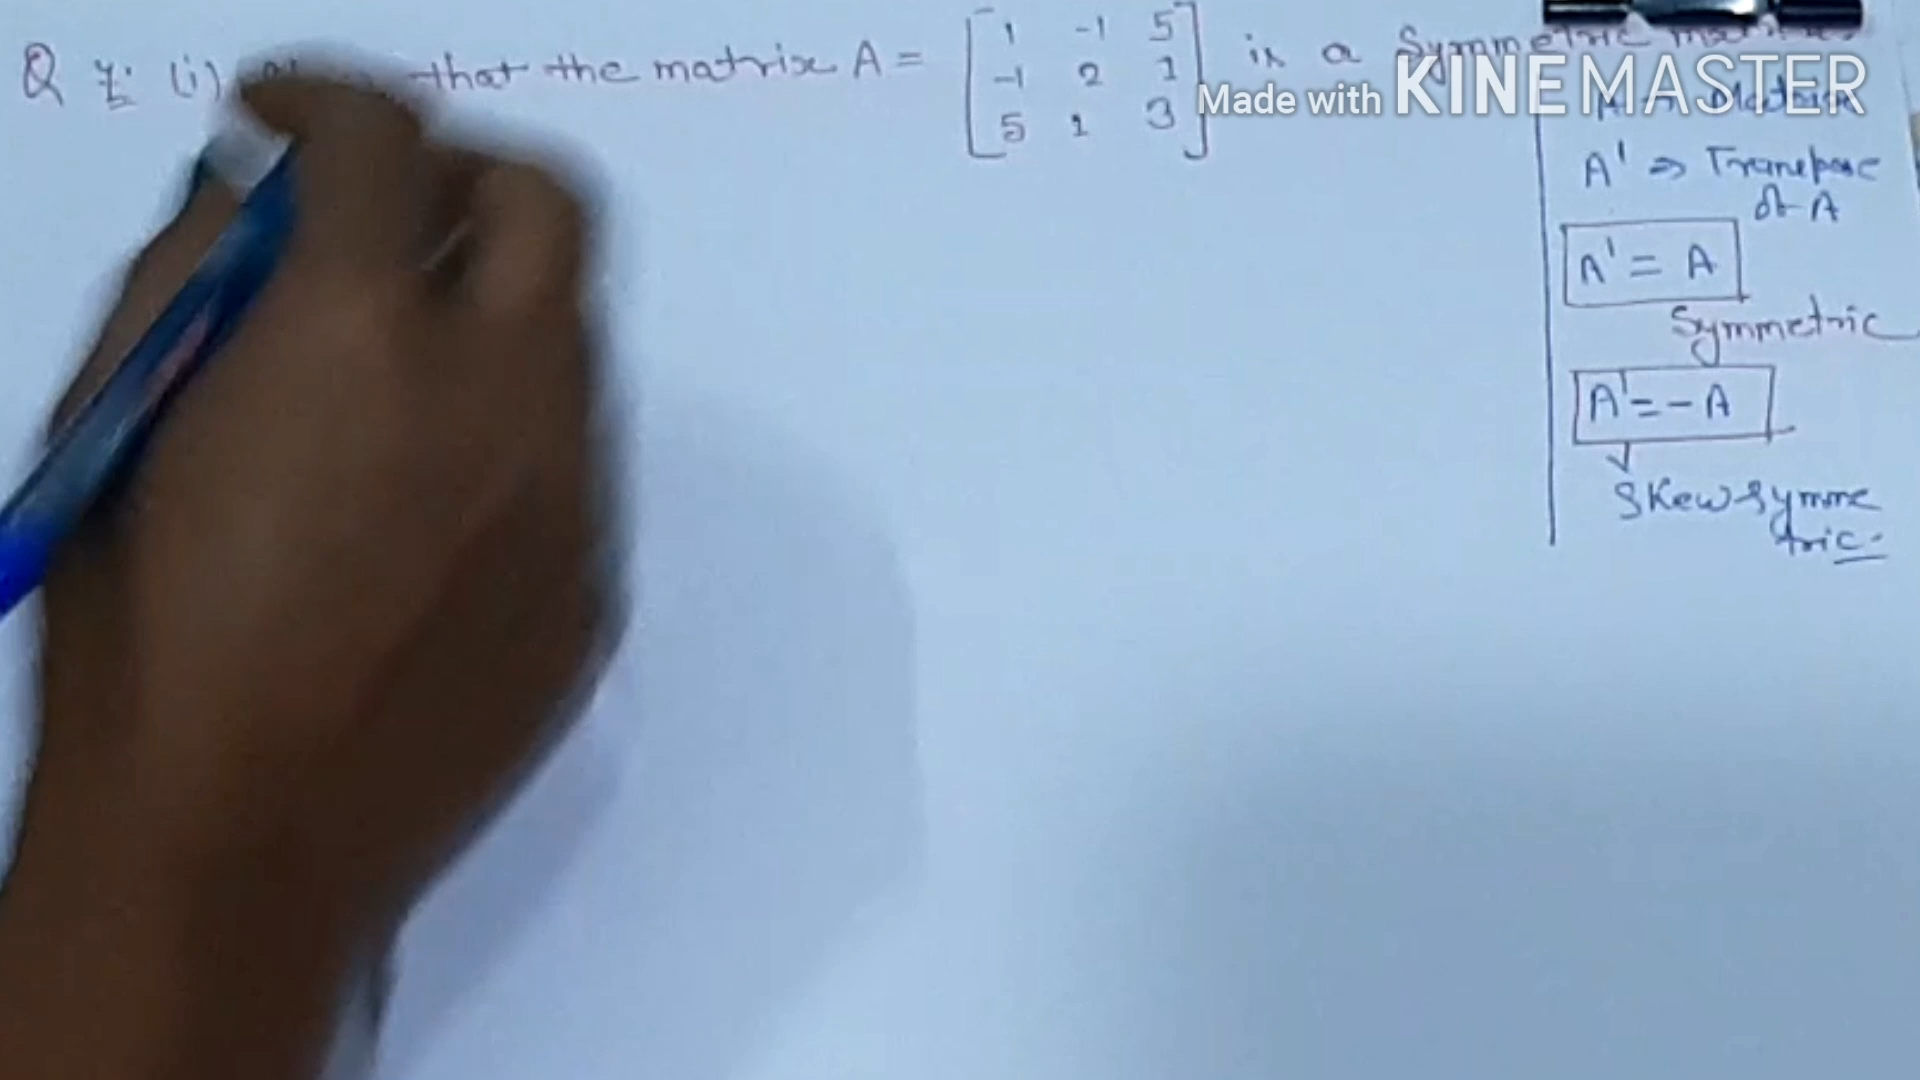 Q 7: (i) that the matrix A = [1 -1 5 is a Symmetric
-1 2 1
5 1 3]
Made with KINEMASTER
A' ⇒ Transpose
of A
A' = A
Symmetric
A' = - A
Skew symme
tric.